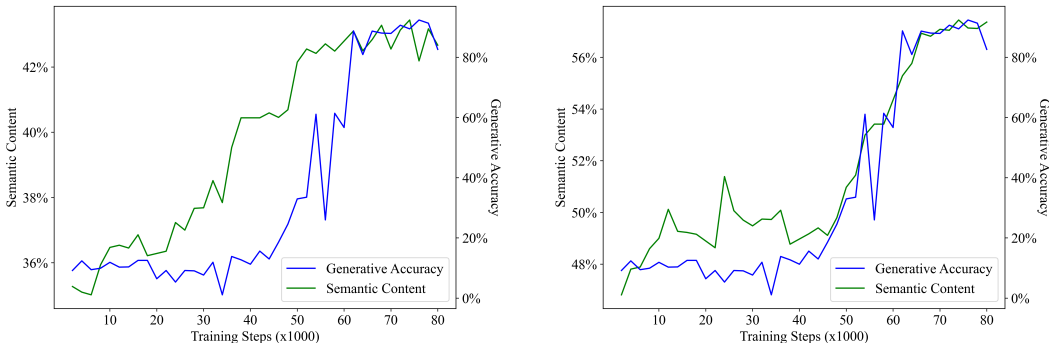 42%
40%
38%
36%
Semantic Content
80%
60%
40%
20%
0%
Generative Accuracy
Generative Accuracy
Semantic Content
10 20 30 40 50 60 70 80
Training Steps (x1000)
56%
54%
52%
50%
48%
Semantic Content
80%
60%
40%
20%
0%
Generative Accuracy
Generative Accuracy
Semantic Content
10 20 30 40 50 60 70 80
Training Steps (x1000)